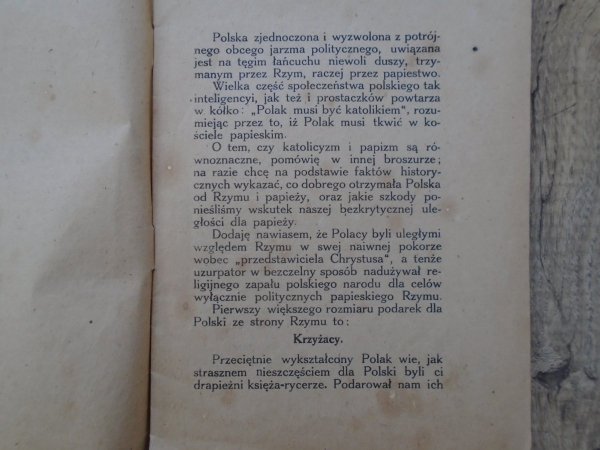 Polska zjednoczona i wyzwolona z potrój-
nego obcego jarzma politycznego, uwiązana
jest na tęgim łańcuchu niewoli duszy, trzy-
manym przez Rzym, raczej przez papiestwo.
Wielka część społeczeństwa polskiego tak
inteligencyi, jak też i prostaczków powtarza
w kółko: „Polak musi być katolikiem", rozu-
miejąc przez to, iż Polak musi tkwić w ko-
ściele papieskim.
O tem, czy katolicyzm i papizm są ró-
wnoznaczne, pomówię w innej broszurze;
na razie chcę na podstawie faktów history-
cznych wykazać, co dobrego otrzymała Polska
od Rzymu i papieży, oraz jakie szkody po-
nieśliśmy wskutek naszej bezkrytycznej ule-
głości dla papieży.
Dodaję nawiasem, że Polacy byli uległymi
względem Rzymu w swej naiwnej pokorze
wobec „przedstawiciela Chrystusa", a tenże
uzurpator w bezczelny sposób nadużywał re-
ligijnego zapału polskiego narodu dla celów
wyłącznie politycznych papieskiego Rzymu.
Pierwszy większego rozmiaru podarek dla
Polski ze strony Rzymu to:
Krzyżacy.
Przeciętnie wykształcony Polak wie, jak
strasznem nieszczęściem dla Polski byli ci
drapieżni księża-rycerze. Podarował nam ich